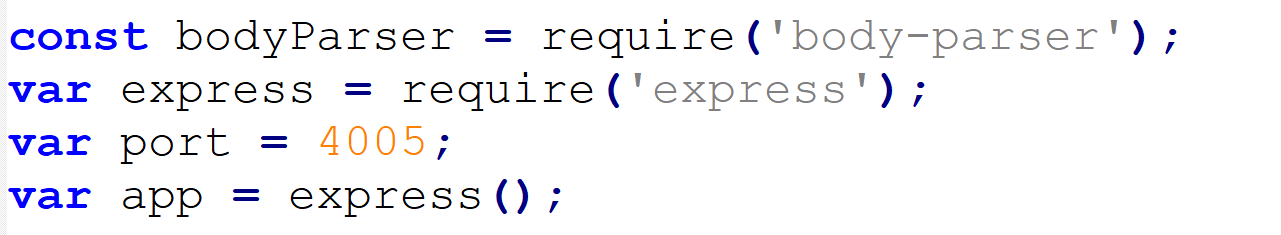 const bodyParser = require('body-parser');
var express = require('express');
var port = 4005;
var app = express();